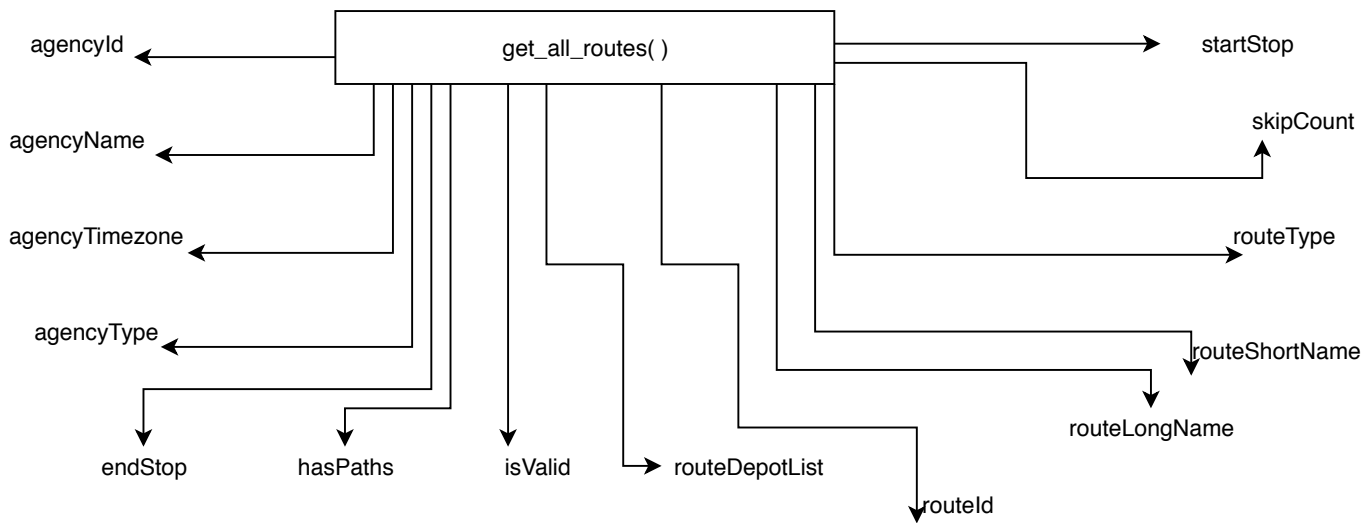 get_all_routes( )
agencyId
startStop
agencyName
skipCount
agencyTimezone
routeType
agencyType
routeShortName
routeLongName
endStop
hasPaths
isValid
routeDepotList
routeId